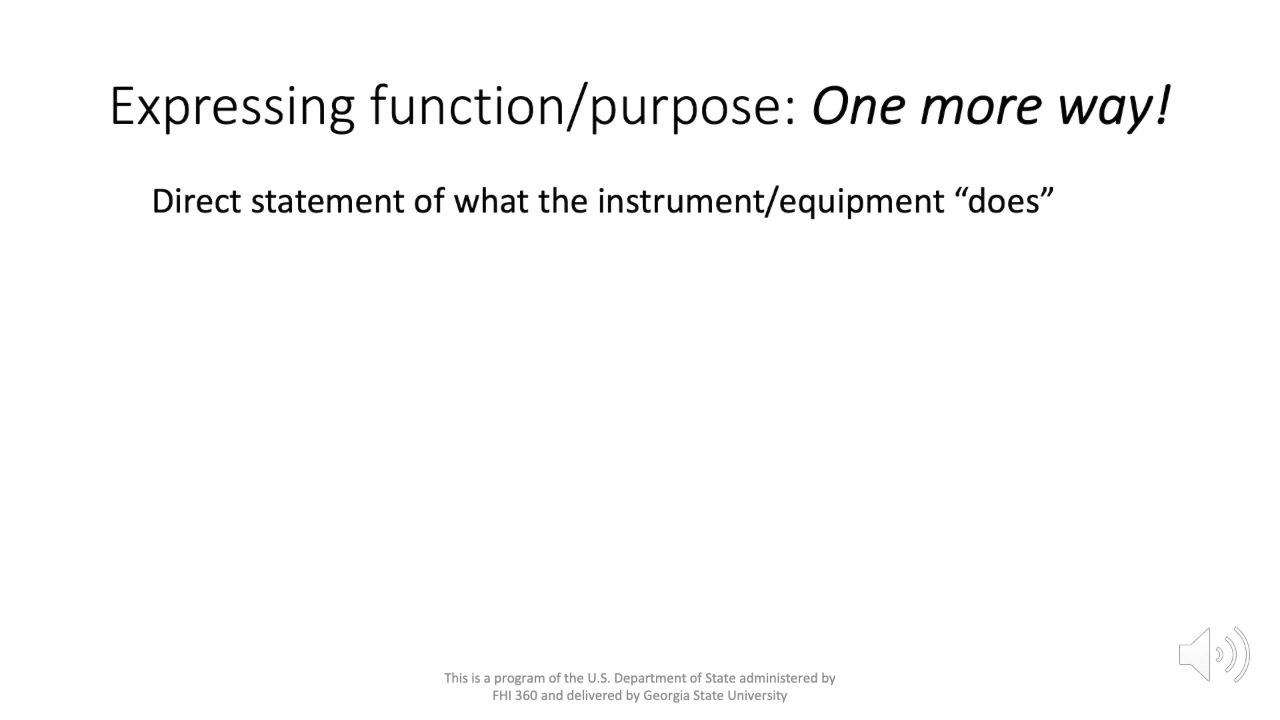 Expressing function/purpose: One more way!
Direct statement of what the instrument/equipment “does”
This is a program of the U.S. Department of State administered by
FHI 360 and delivered by Georgia State University